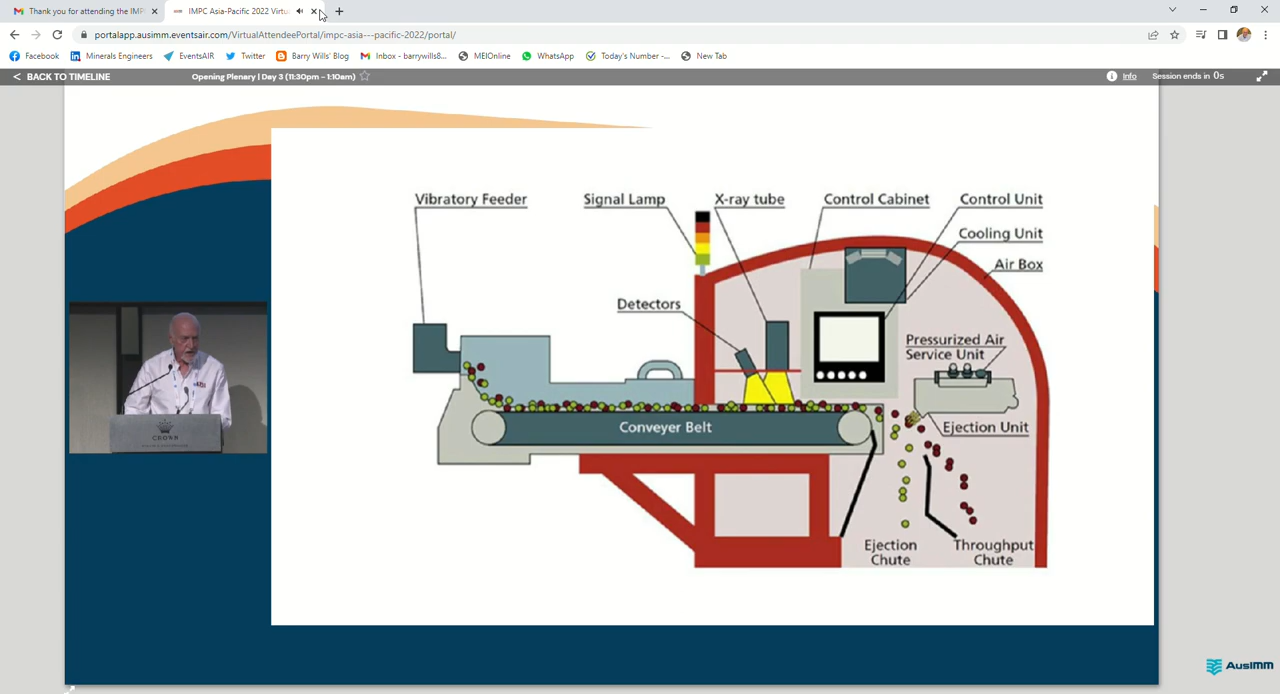 Thank you for attending the IMP
IMPC Asia-Pacific 2022 Virtu
portalapp.ausimm.eventsair.com/VirtualAttendeePortal/impc-asia---pacific-2022/portal/
Facebook
Minerals Engineers
EventsAIR
Twitter
Barry Wills' Blog
Inbox - barrywills8...
MEIOnline
WhatsApp
Today's Number -...
New Tab
< BACK TO TIMELINE
Opening Plenary | Day 3 (11:30pm - 1:10am)
Info
Session ends in 0s
Vibratory Feeder
Signal Lamp
X-ray tube
Control Cabinet
Control Unit
Cooling Unit
Air Box
Detectors
Pressurized Air
Service Unit
Conveyer Belt
Ejection Unit
Ejection
Chute
Throughput
Chute
CROWN
AusIMM